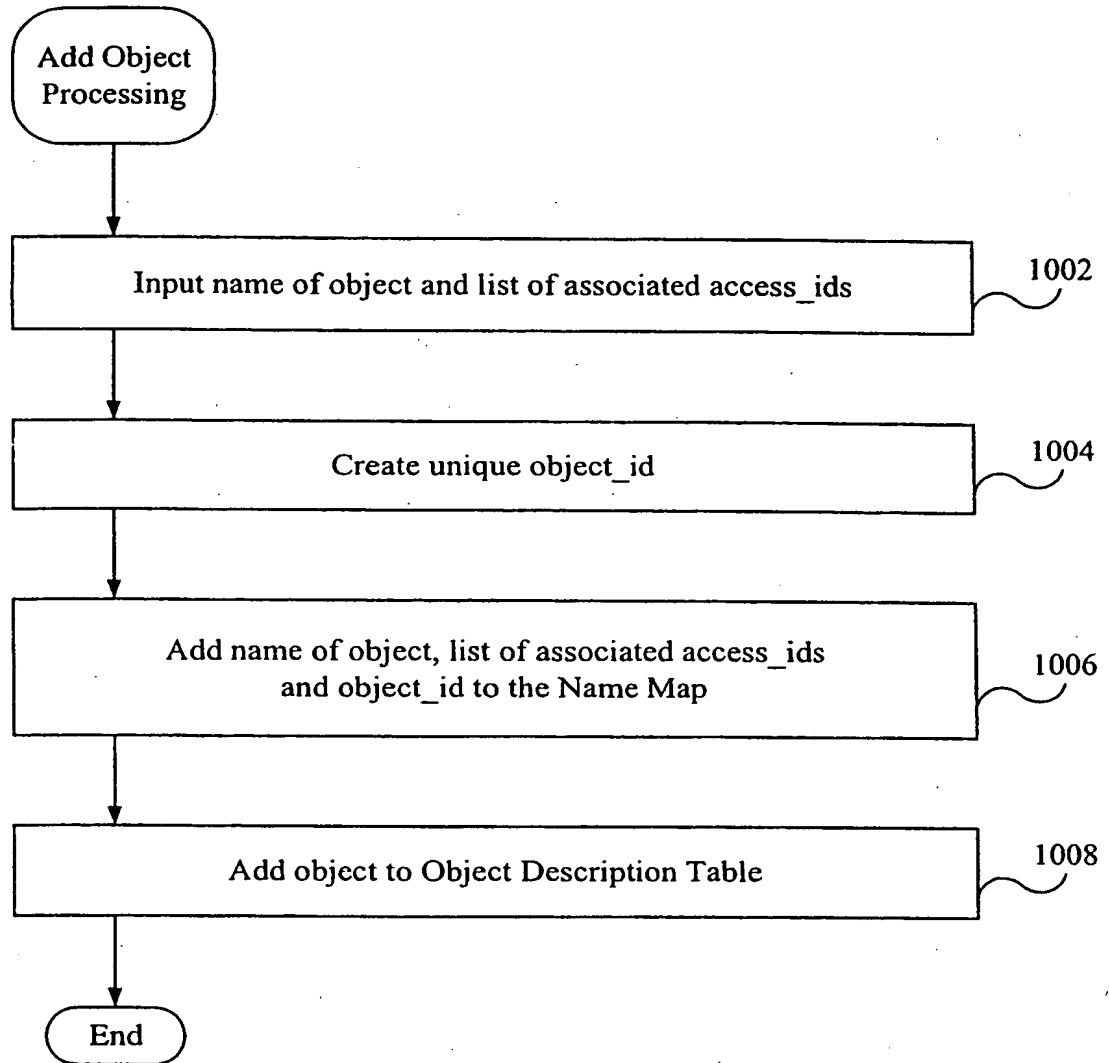 Add Object
Processing
Input name of object and list of associated access_ids
1002
Create unique object_id
1004
Add name of object, list of associated access_ids
and object_id to the Name Map
1006
Add object to Object Description Table
1008
End